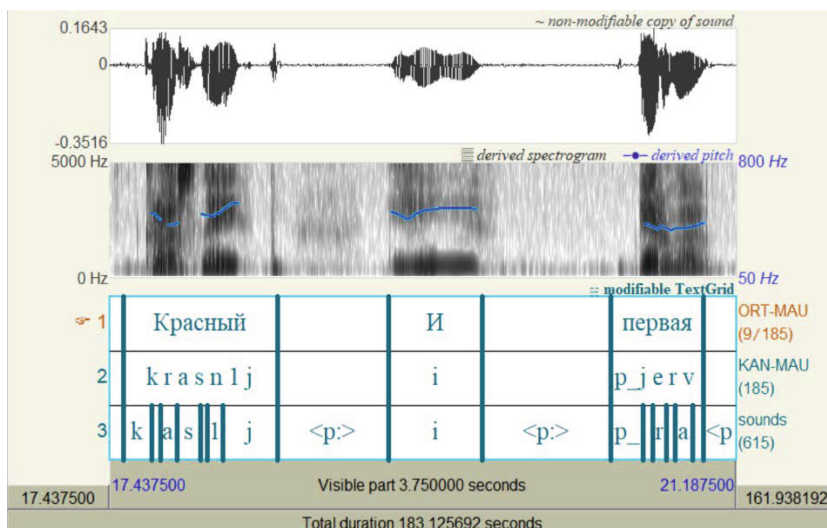 ~ non-modifiable copy of sound
0.1643
0
-0.3516
5000 Hz
derived spectrogram
derived pitch
800 Hz
0 Hz
50 Hz
modifiable TextGrid
1 Красный И первая ORT-MAU (9/185)
2 k r a s n l j i p_j e r v KAN-MAU (185)
3 k a s l j <p:> i <p:> p_ r a <p sounds (615)
17.437500 Visible part 3.750000 seconds 21.187500
17.437500 161.938192
Total duration 183.125692 seconds